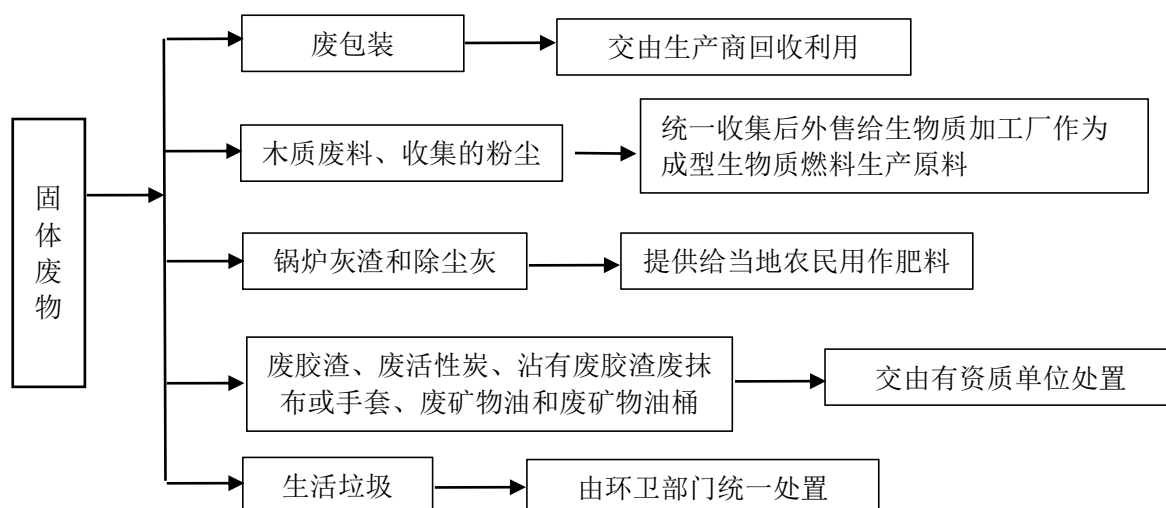 固体废物
废包装
交由生产商回收利用
木质废料、收集的粉尘
统一收集后外售给生物质加工厂作为
成型生物质燃料生产原料
锅炉灰渣和除尘灰
提供给当地农民用作肥料
废胶渣、废活性炭、沾有废胶渣废抹
布或手套、废矿物油和废矿物油桶
交由有资质单位处置
生活垃圾
由环卫部门统一处置